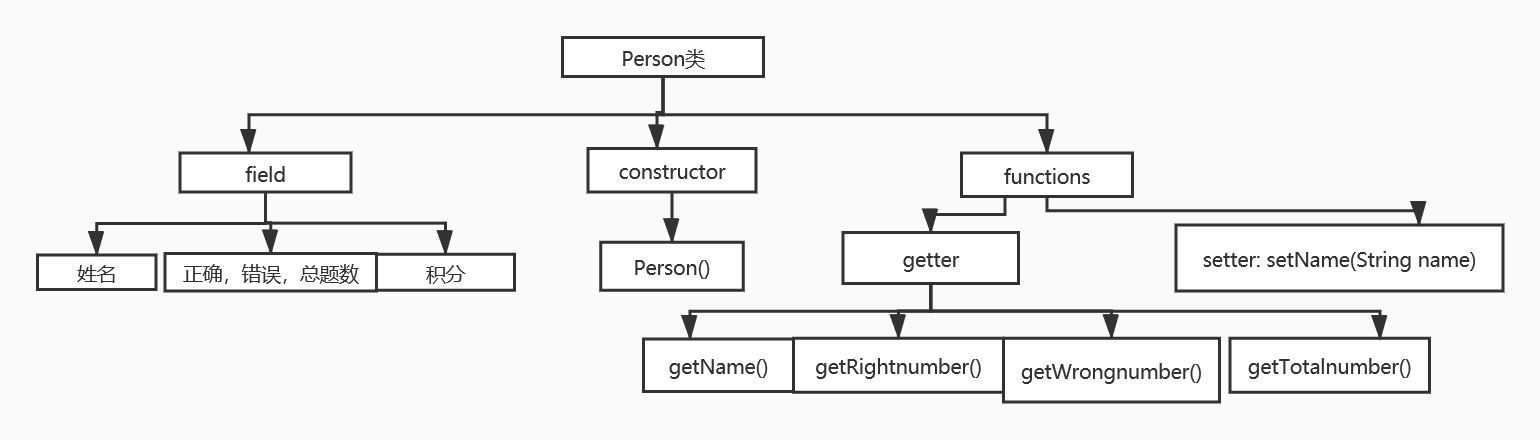 Person类
field
constructor
functions
姓名
正确，错误，总题数
积分
Person()
getter
setter: setName(String name)
getName()
getRightnumber()
getWrongnumber()
getTotalnumber()